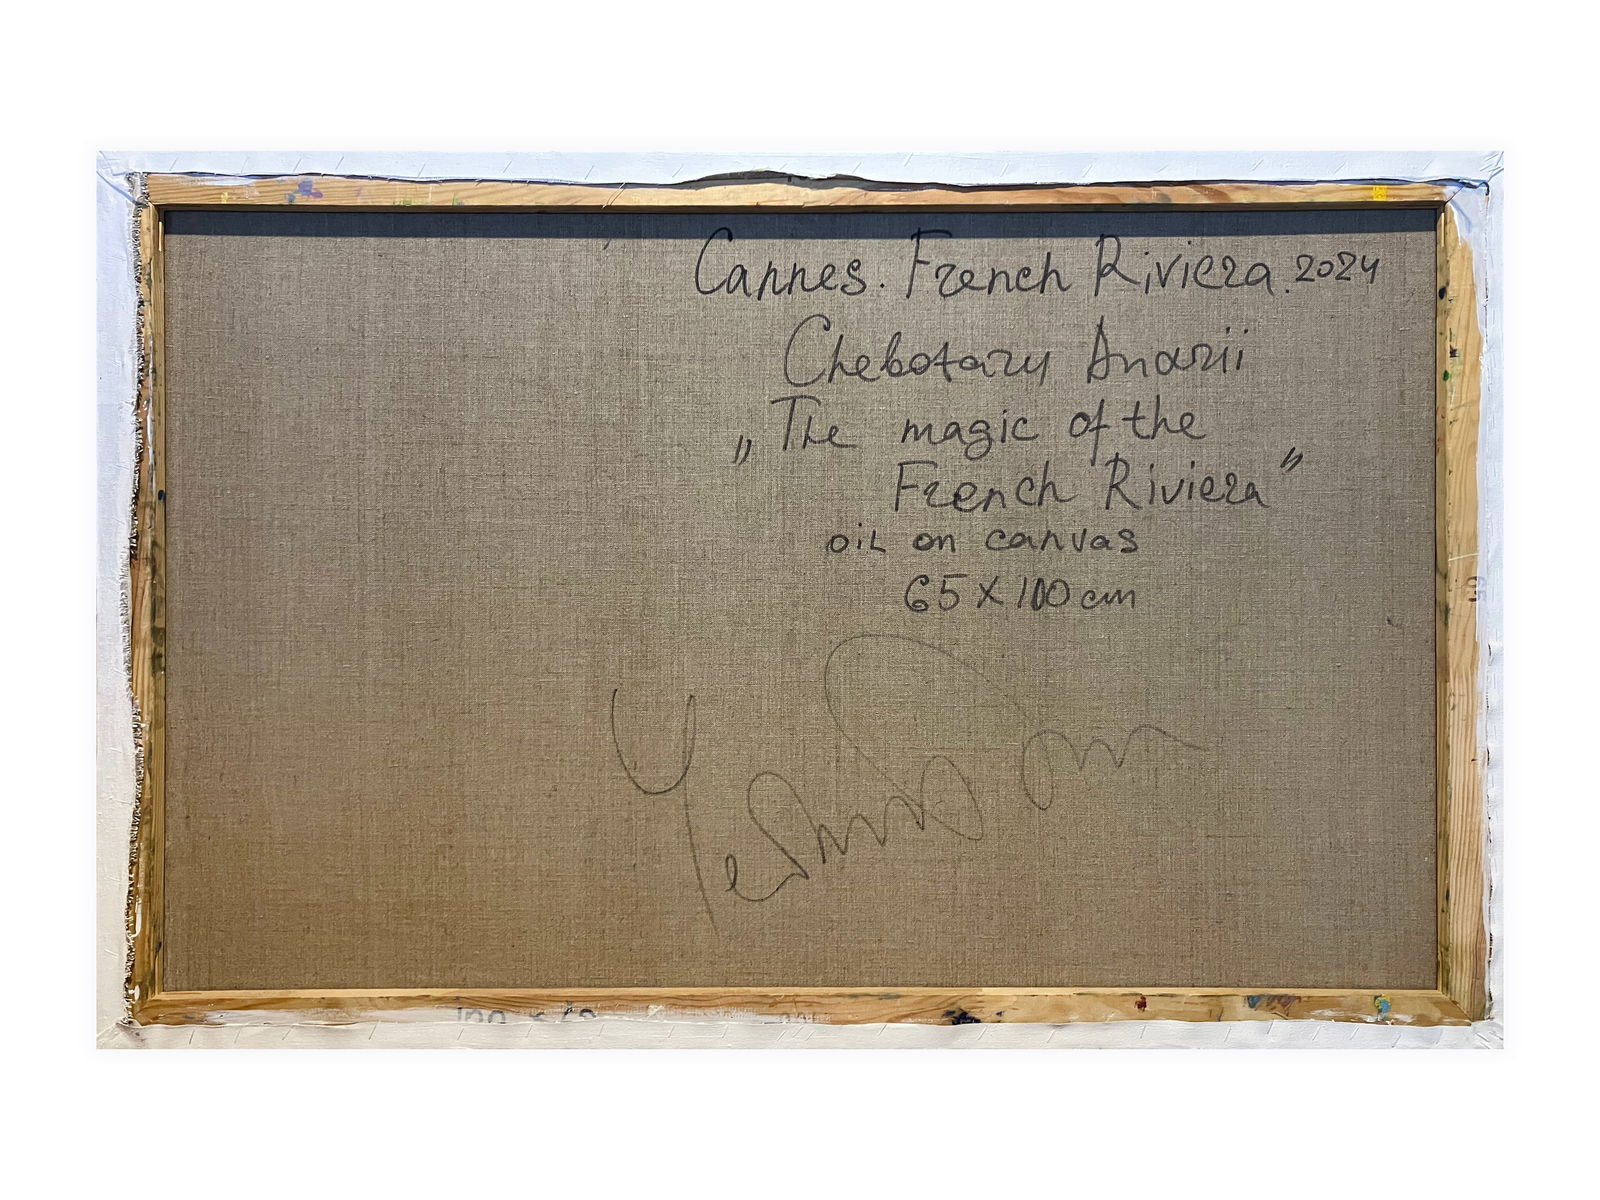 Cannes. French Riviera. 2024
Chebotaru Andrii
„The magic of the
French Riviera"
oil on canvas
65 x 100 cm